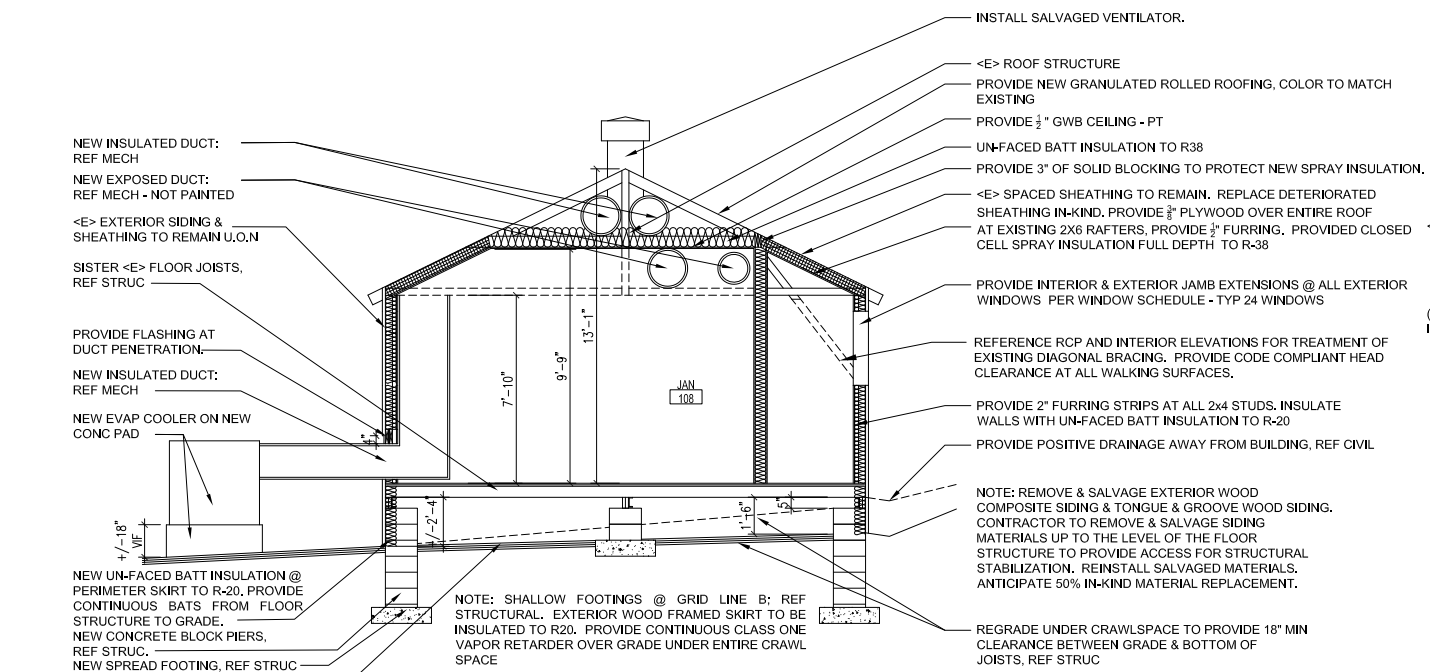 INSTALL SALVAGED VENTILATOR.
<E> ROOF STRUCTURE
PROVIDE NEW GRANULATED ROLLED ROOFING, COLOR TO MATCH
EXISTING
PROVIDE ½" GWB CEILING - PT
UN-FACED BATT INSULATION TO R38
PROVIDE 3" OF SOLID BLOCKING TO PROTECT NEW SPRAY INSULATION.
<E> SPACED SHEATHING TO REMAIN. REPLACE DETERIORATED
SHEATHING IN-KIND. PROVIDE ⅜" PLYWOOD OVER ENTIRE ROOF
AT EXISTING 2X6 RAFTERS, PROVIDE ½" FURRING. PROVIDED CLOSED
CELL SPRAY INSULATION FULL DEPTH TO R-38
PROVIDE INTERIOR & EXTERIOR JAMB EXTENSIONS @ ALL EXTERIOR
WINDOWS PER WINDOW SCHEDULE - TYP 24 WINDOWS
REFERENCE RCP AND INTERIOR ELEVATIONS FOR TREATMENT OF
EXISTING DIAGONAL BRACING. PROVIDE CODE COMPLIANT HEAD
CLEARANCE AT ALL WALKING SURFACES.
PROVIDE 2" FURRING STRIPS AT ALL 2x4 STUDS. INSULATE
WALLS WITH UN-FACED BATT INSULATION TO R-20
PROVIDE POSITIVE DRAINAGE AWAY FROM BUILDING, REF CIVIL
NOTE: REMOVE & SALVAGE EXTERIOR WOOD
COMPOSITE SIDING & TONGUE & GROOVE WOOD SIDING.
CONTRACTOR TO REMOVE & SALVAGE SIDING
MATERIALS UP TO THE LEVEL OF THE FLOOR
STRUCTURE TO PROVIDE ACCESS FOR STRUCTURAL
STABILIZATION. REINSTALL SALVAGED MATERIALS.
ANTICIPATE 50% IN-KIND MATERIAL REPLACEMENT.
REGRADE UNDER CRAWLSPACE TO PROVIDE 18" MIN
CLEARANCE BETWEEN GRADE & BOTTOM OF
JOISTS, REF STRUC
NEW INSULATED DUCT:
REF MECH
NEW EXPOSED DUCT:
REF MECH - NOT PAINTED
<E> EXTERIOR SIDING &
SHEATHING TO REMAIN U.O.N
SISTER <E> FLOOR JOISTS,
REF STRUC
PROVIDE FLASHING AT
DUCT PENETRATION.
NEW INSULATED DUCT:
REF MECH
NEW EVAP COOLER ON NEW
CONC PAD
+/-18"
VIF
NEW UN-FACED BATT INSULATION @
PERIMETER SKIRT TO R-20. PROVIDE
CONTINUOUS BATS FROM FLOOR
STRUCTURE TO GRADE.
NEW CONCRETE BLOCK PIERS,
REF STRUC.
NEW SPREAD FOOTING, REF STRUC
4"
7'-10"
9'-9"
13'-1"
JAN
108
+/-2'-4"
1'-6"
5"
NOTE: SHALLOW FOOTINGS @ GRID LINE B; REF
STRUCTURAL. EXTERIOR WOOD FRAMED SKIRT TO BE
INSULATED TO R20. PROVIDE CONTINUOUS CLASS ONE
VAPOR RETARDER OVER GRADE UNDER ENTIRE CRAWL
SPACE